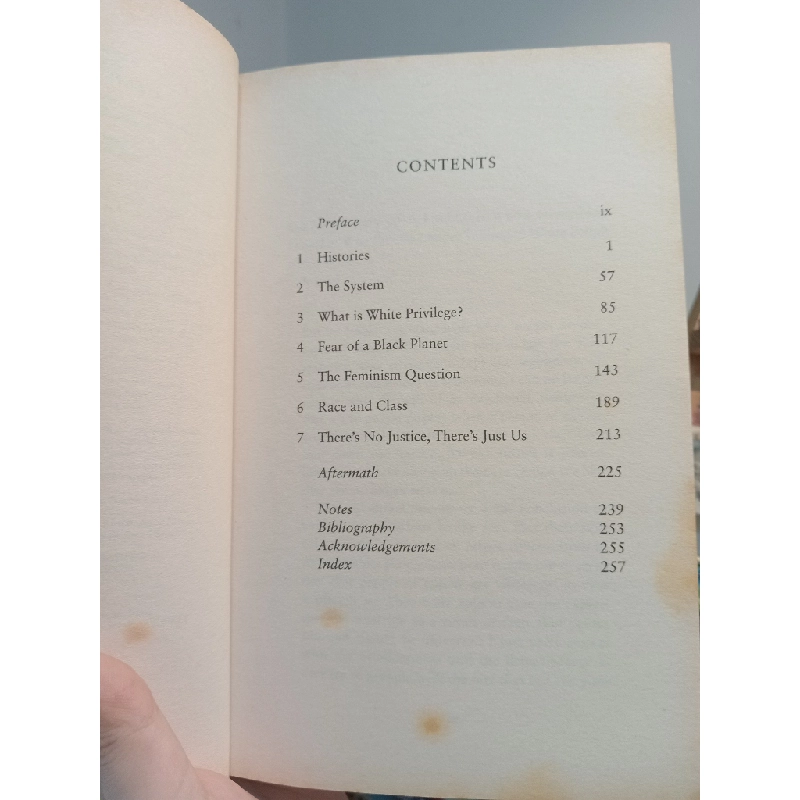 CONTENTS
Preface ix
1 Histories 1
2 The System 57
3 What is White Privilege? 85
4 Fear of a Black Planet 117
5 The Feminism Question 143
6 Race and Class 189
7 There's No Justice, There's Just Us 213
Aftermath 225
Notes 239
Bibliography 253
Acknowledgements 255
Index 257